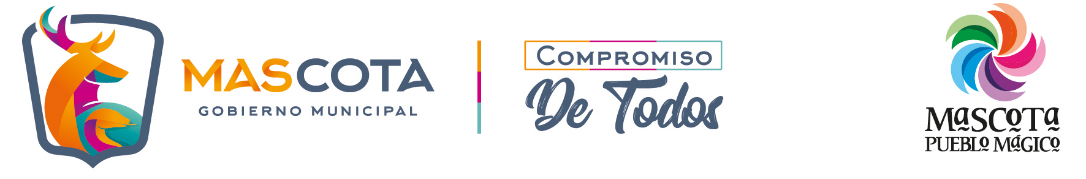 MASCOTA
GOBIERNO MUNICIPAL
COMPROMISO
De Todos
MaSCoTa
PUEBLo MáGICO